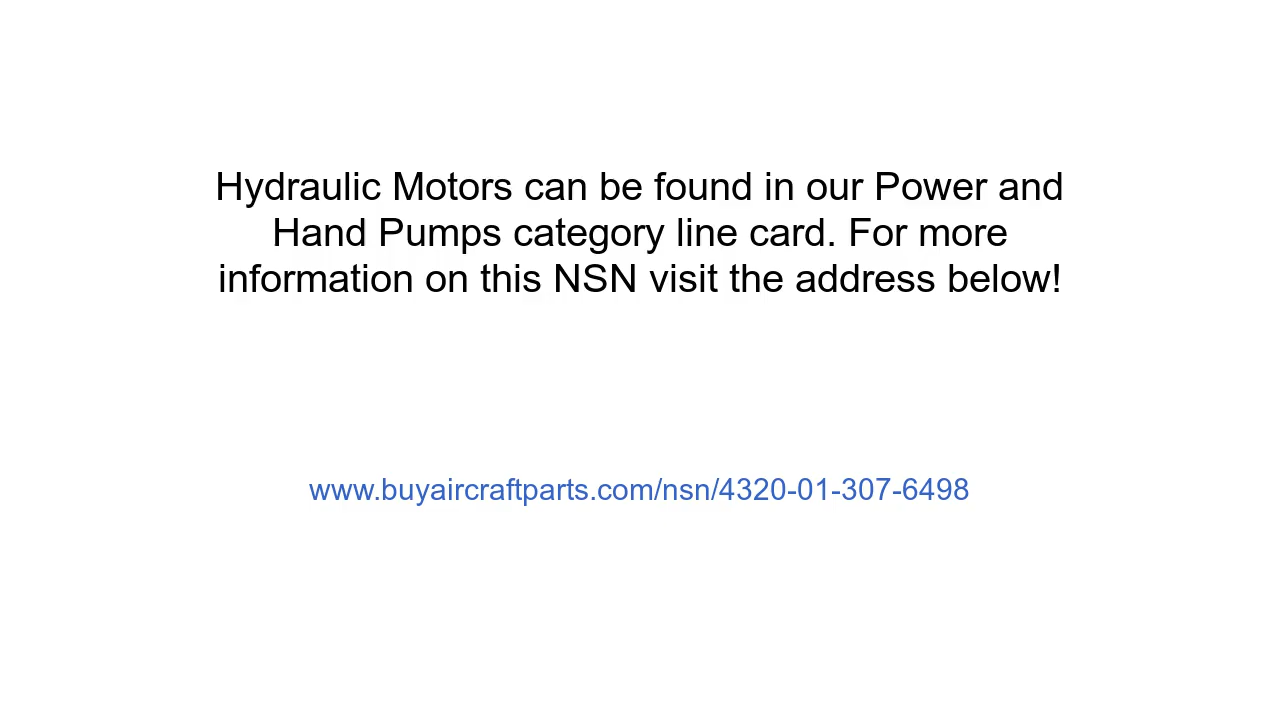 Hydraulic Motors can be found in our Power and
Hand Pumps category line card. For more
information on this NSN visit the address below!
www.buyaircraftparts.com/nsn/4320-01-307-6498